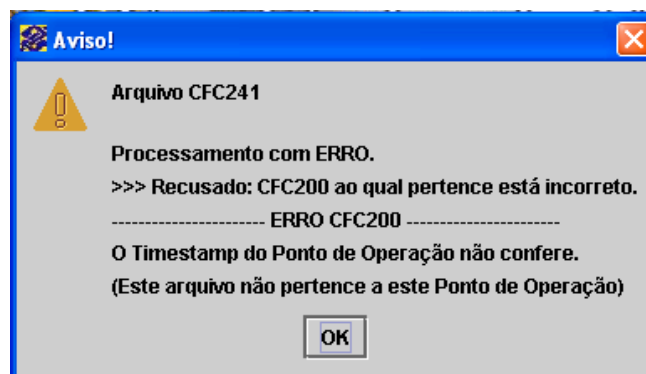 Aviso!
Arquivo CFC241
Processamento com ERRO.
>>> Recusado: CFC200 ao qual pertence está incorreto.
---------------------- ERRO CFC200 ----------------------
O Timestamp do Ponto de Operação não confere.
(Este arquivo não pertence a este Ponto de Operação)
OK